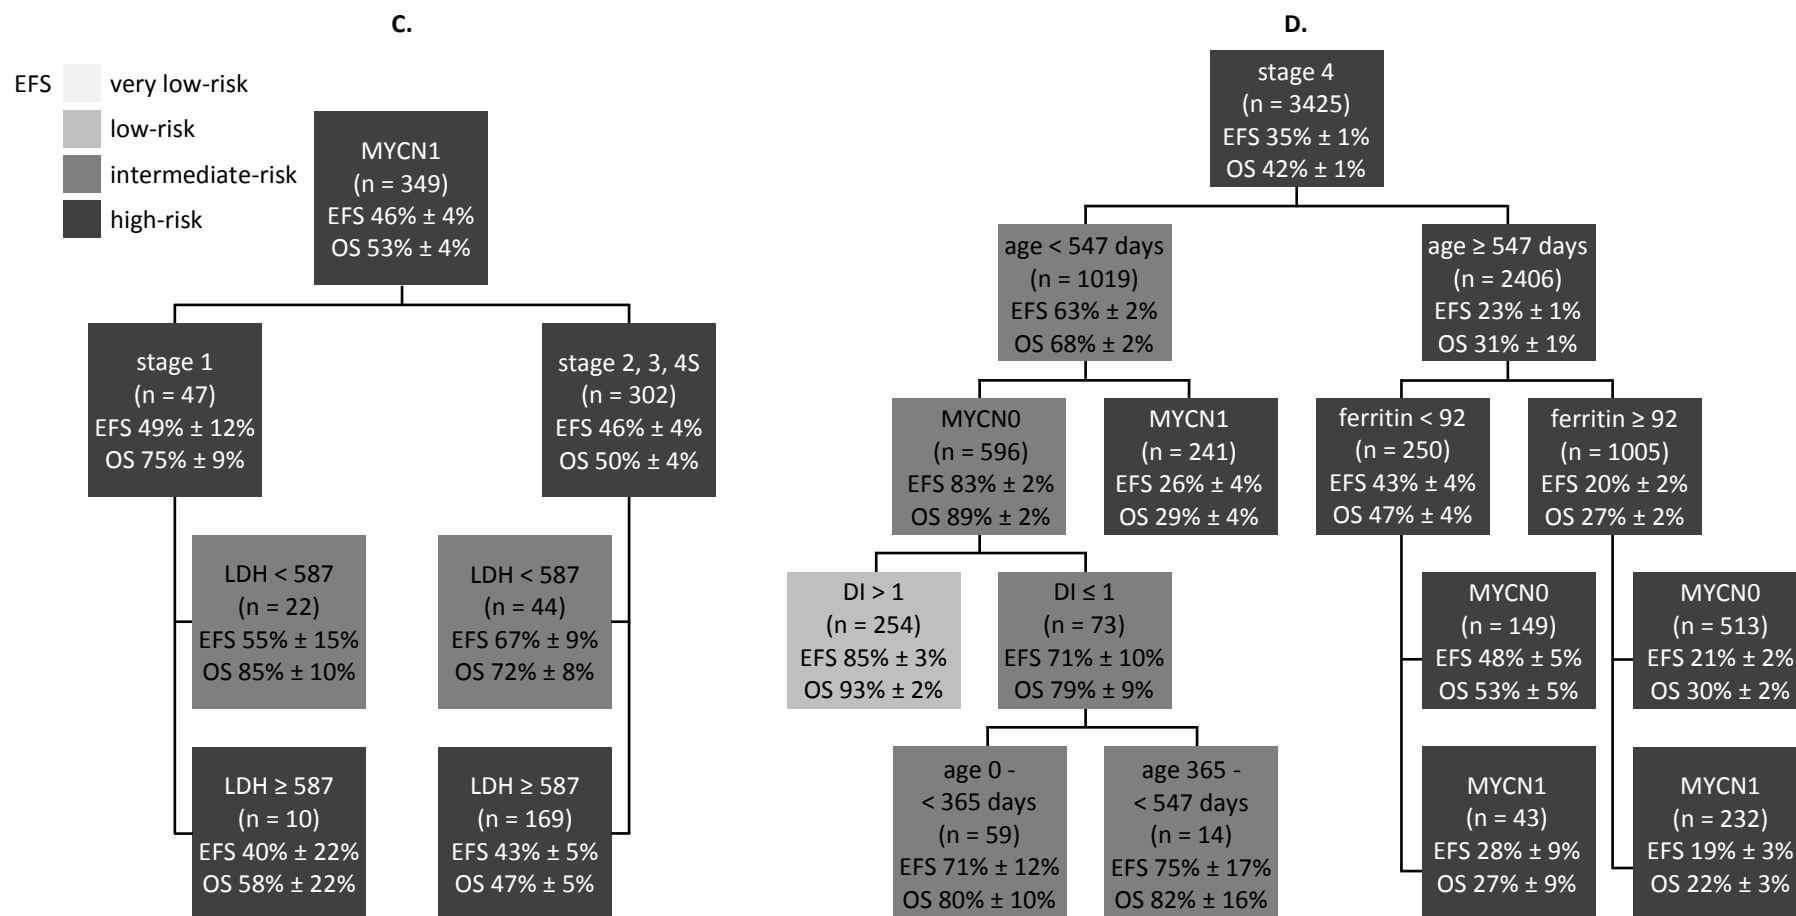 C.
EFS
very low-risk
low-risk
intermediate-risk
high-risk
MYCN1
(n = 349)
EFS 46% ± 4%
OS 53% ± 4%
stage 1
(n = 47)
EFS 49% ± 12%
OS 75% ± 9%
stage 2, 3, 4S
(n = 302)
EFS 46% ± 4%
OS 50% ± 4%
LDH < 587
(n = 22)
EFS 55% ± 15%
OS 85% ± 10%
LDH < 587
(n = 44)
EFS 67% ± 9%
OS 72% ± 8%
LDH ≥ 587
(n = 10)
EFS 40% ± 22%
OS 58% ± 22%
LDH ≥ 587
(n = 169)
EFS 43% ± 5%
OS 47% ± 5%
D.
stage 4
(n = 3425)
EFS 35% ± 1%
OS 42% ± 1%
age < 547 days
(n = 1019)
EFS 63% ± 2%
OS 68% ± 2%
age ≥ 547 days
(n = 2406)
EFS 23% ± 1%
OS 31% ± 1%
MYCN0
(n = 596)
EFS 83% ± 2%
OS 89% ± 2%
MYCN1
(n = 241)
EFS 26% ± 4%
OS 29% ± 4%
ferritin < 92
(n = 250)
EFS 43% ± 4%
OS 47% ± 4%
ferritin ≥ 92
(n = 1005)
EFS 20% ± 2%
OS 27% ± 2%
DI > 1
(n = 254)
EFS 85% ± 3%
OS 93% ± 2%
DI ≤ 1
(n = 73)
EFS 71% ± 10%
OS 79% ± 9%
MYCN0
(n = 149)
EFS 48% ± 5%
OS 53% ± 5%
MYCN0
(n = 513)
EFS 21% ± 2%
OS 30% ± 2%
age 0 -
< 365 days
(n = 59)
EFS 71% ± 12%
OS 80% ± 10%
age 365 -
< 547 days
(n = 14)
EFS 75% ± 17%
OS 82% ± 16%
MYCN1
(n = 43)
EFS 28% ± 9%
OS 27% ± 9%
MYCN1
(n = 232)
EFS 19% ± 3%
OS 22% ± 3%